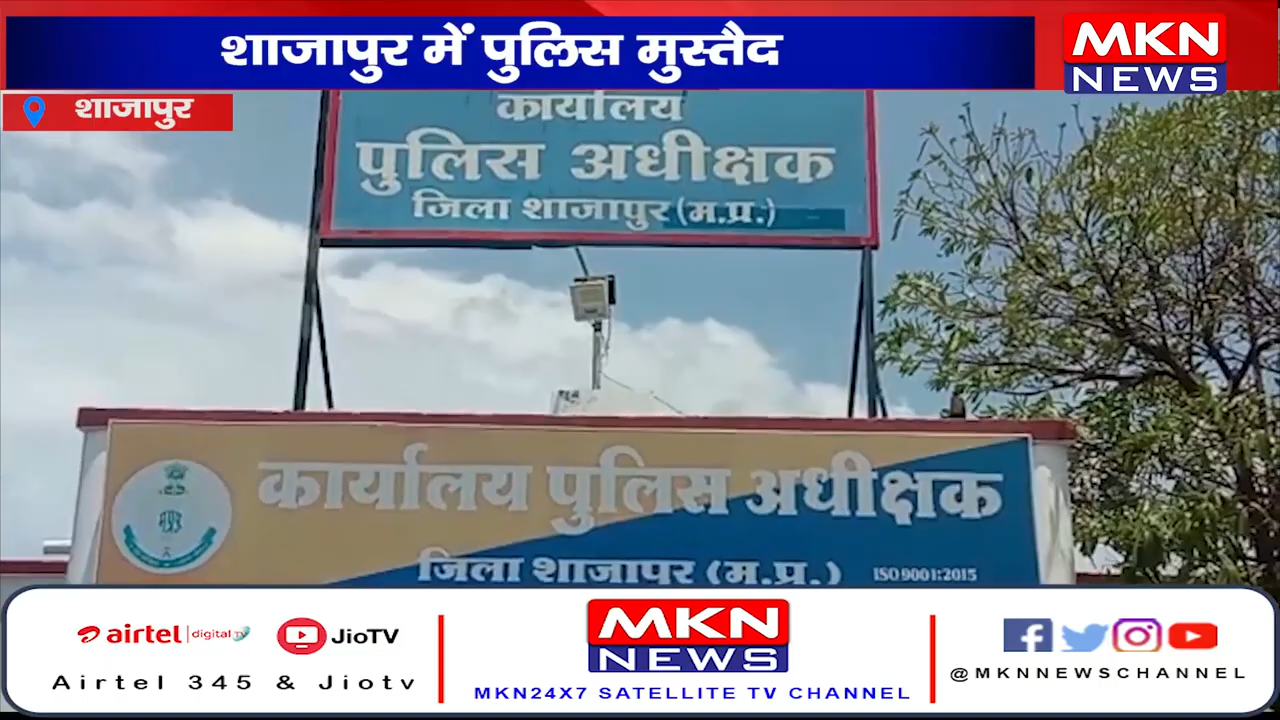 शाजापुर में पुलिस मुस्तैद
MKN
NEWS
शाजापुर
कार्यालय
पुलिस अधीक्षक
जिला शाजापुर (म.प्र.)
कार्यालय पुलिस अधीक्षक
जिला शाजापुर (म.प्र.) ISO 9001:2015
airtel digital TV JioTV
Airtel 345 & Jiotv
MKN
NEWS
MKN24X7 SATELLITE TV CHANNEL
@MKNNEWSCHANNEL